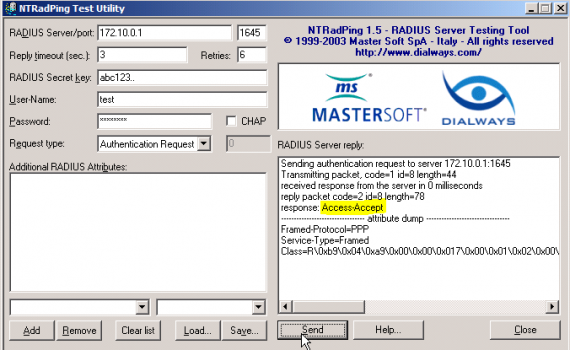 NTRadPing Test Utility
RADIUS Server/port: 172.10.0.1 1645
Reply timeout (sec.): 3 Retries: 6
RADIUS Secret key: abc123..
User-Name: test
Password: ******** CHAP
Request type: Authentication Request 0
Additional RADIUS Attributes:
Add Remove Clear list Load... Save...
NTRadPing 1.5 - RADIUS Server Testing Tool
© 1999-2003 Master Soft SpA - Italy - All rights reserved
http://www.dialways.com/
ms
MASTERSOFT® DIALWAYS
RADIUS Server reply:
Sending authentication request to server 172.10.0.1:1645
Transmitting packet, code=1 id=8 length=44
received response from the server in 0 milliseconds
reply packet code=2 id=8 length=78
response: Access-Accept
------------------------------- attribute dump -------------------------------
Framed-Protocol=PPP
Service-Type=Framed
Class=R\0xb9\0x04\0xa9\0x00\0x00\0x017\0x00\0x01\0x02\0x00\
Send Help... Close